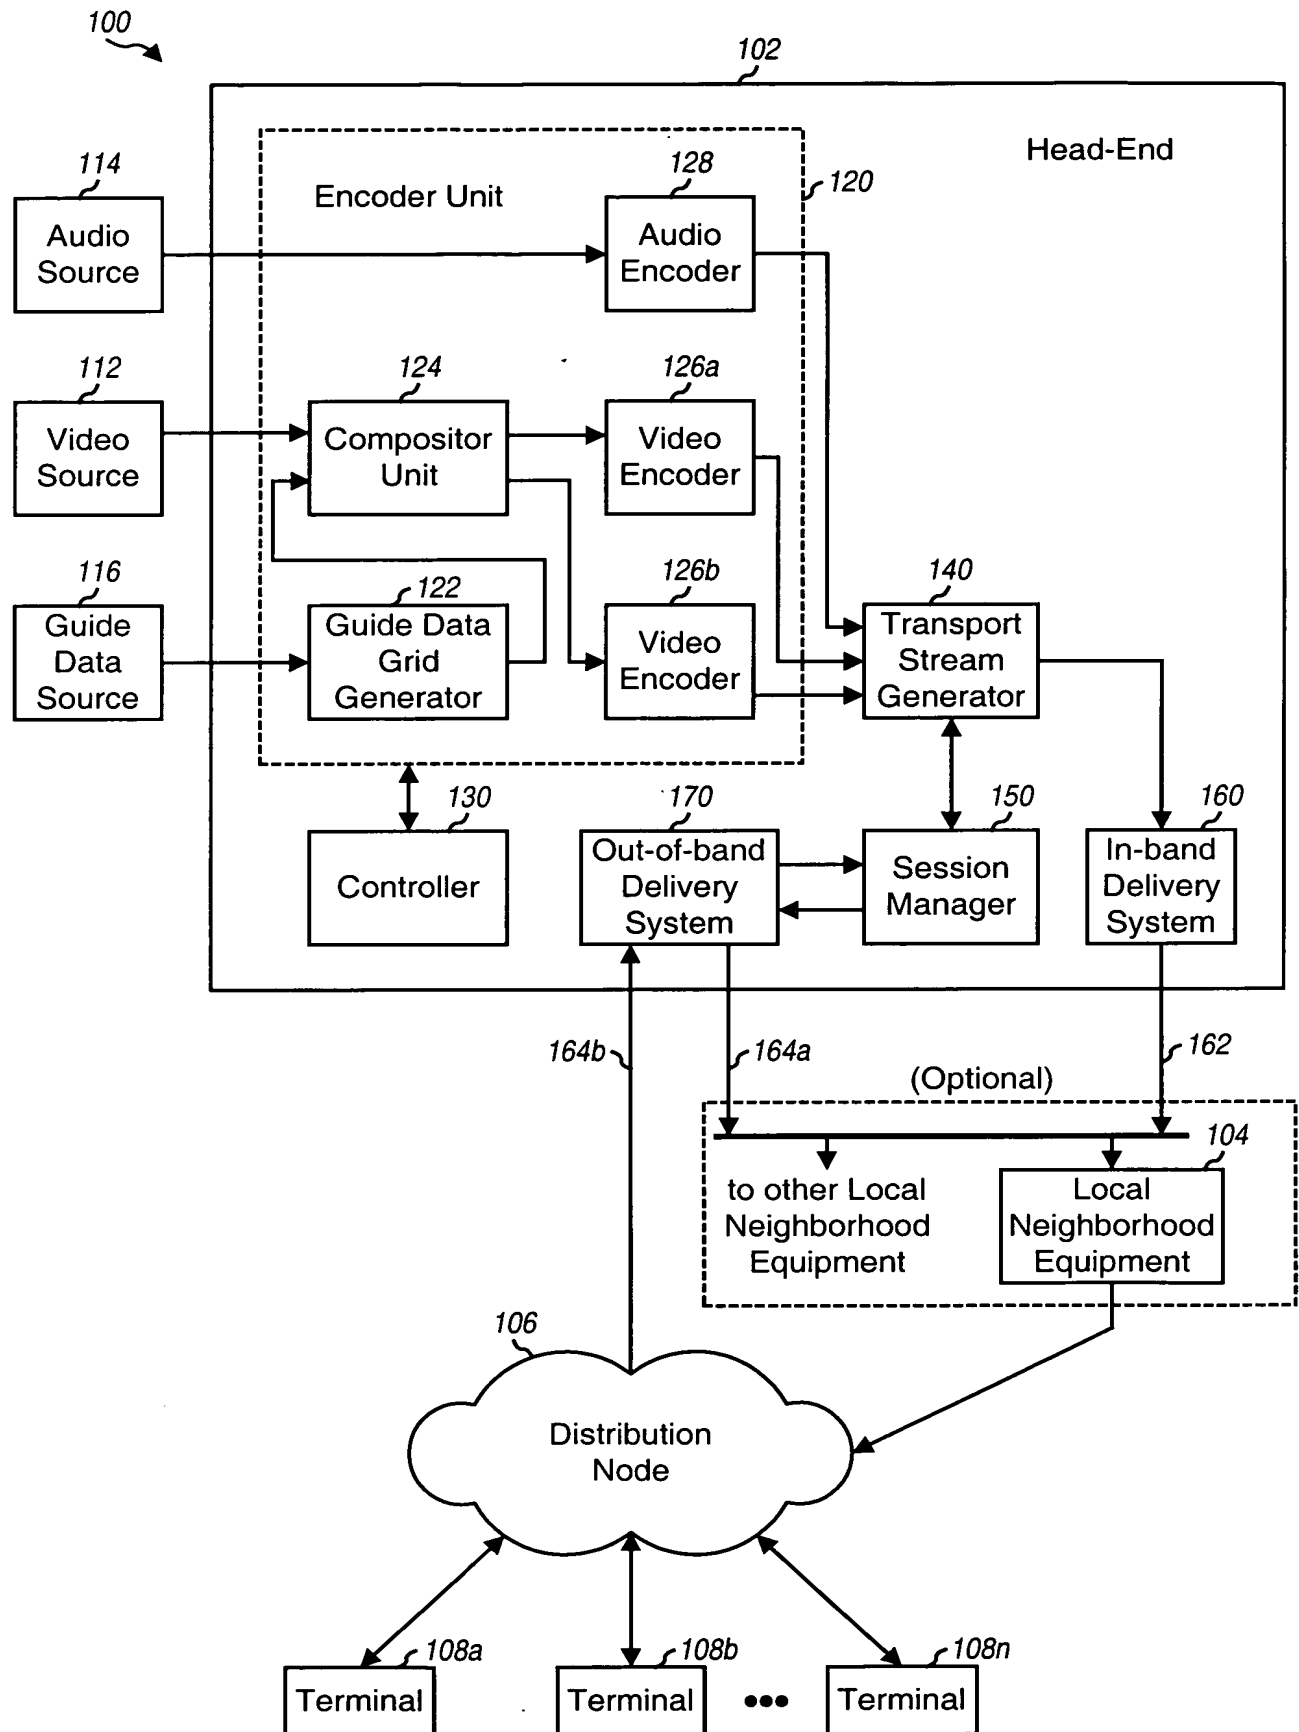 100
102
Head-End
114
Audio
Source
Encoder Unit
128
Audio
Encoder
120
112
Video
Source
124
Compositor
Unit
126a
Video
Encoder
116
Guide
Data
Source
122
Guide Data
Grid
Generator
126b
Video
Encoder
140
Transport
Stream
Generator
130
Controller
170
Out-of-band
Delivery
System
150
Session
Manager
160
In-band
Delivery
System
164b
164a
162
(Optional)
to other Local
Neighborhood
Equipment
104
Local
Neighborhood
Equipment
106
Distribution
Node
108a
Terminal
108b
Terminal
•••
108n
Terminal